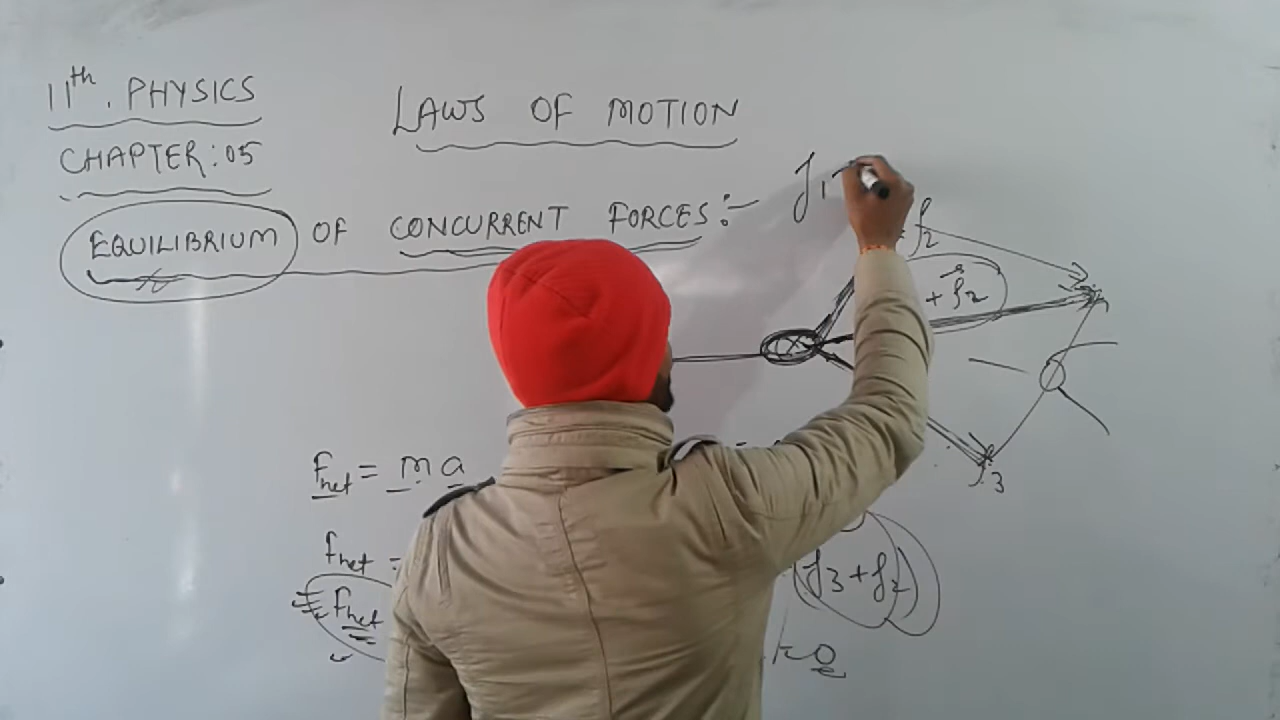 11th. PHYSICS
LAWS OF MOTION
CHAPTER: 05
EQUILIBRIUM OF CONCURRENT FORCES:-
f1
f2
+ f2
f3
fnet = ma
fnet =
(f3 + f2)
fnet